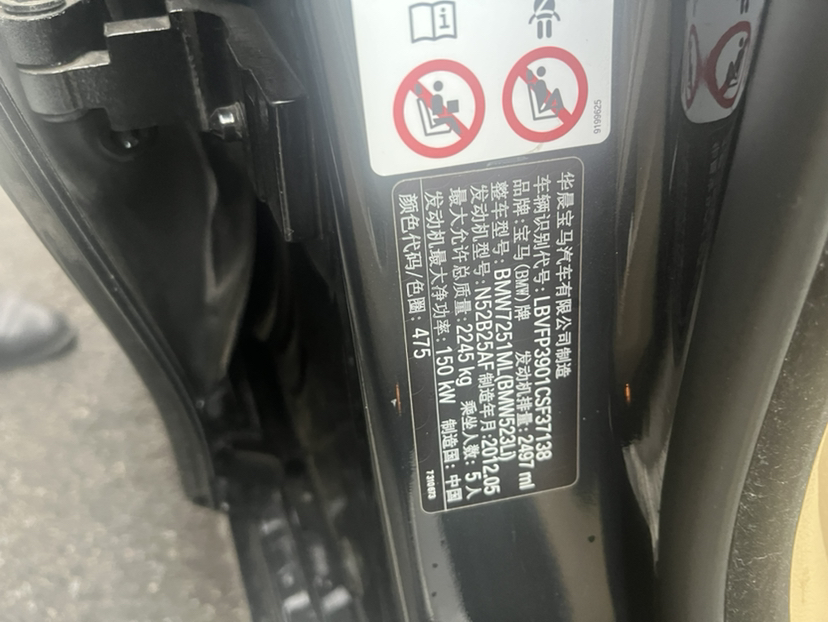 9199625
华晨宝马汽车有限公司制造
车辆识别代号：LBVFP3901CSF37138
品牌：宝马(BMW)牌 发动机排量：2497 ml
整车型号：BMW7251ML(BMW523Li)
发动机型号：N52B25AF 制造年月：2012.05
最大允许总质量：2245 kg 乘坐人数：5人
发动机最大净功率：150 kW 制造国：中国
颜色代码/色圈：475
7310673